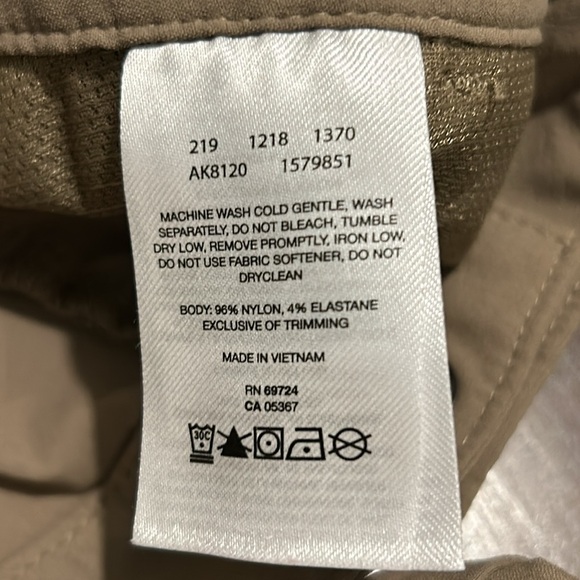 219 1218 1370
AK8120 1579851
MACHINE WASH COLD GENTLE, WASH
SEPARATELY, DO NOT BLEACH, TUMBLE
DRY LOW, REMOVE PROMPTLY, IRON LOW,
DO NOT USE FABRIC SOFTENER, DO NOT
DRYCLEAN
BODY: 96% NYLON, 4% ELASTANE
EXCLUSIVE OF TRIMMING
MADE IN VIETNAM
RN 69724
CA 05367
30C